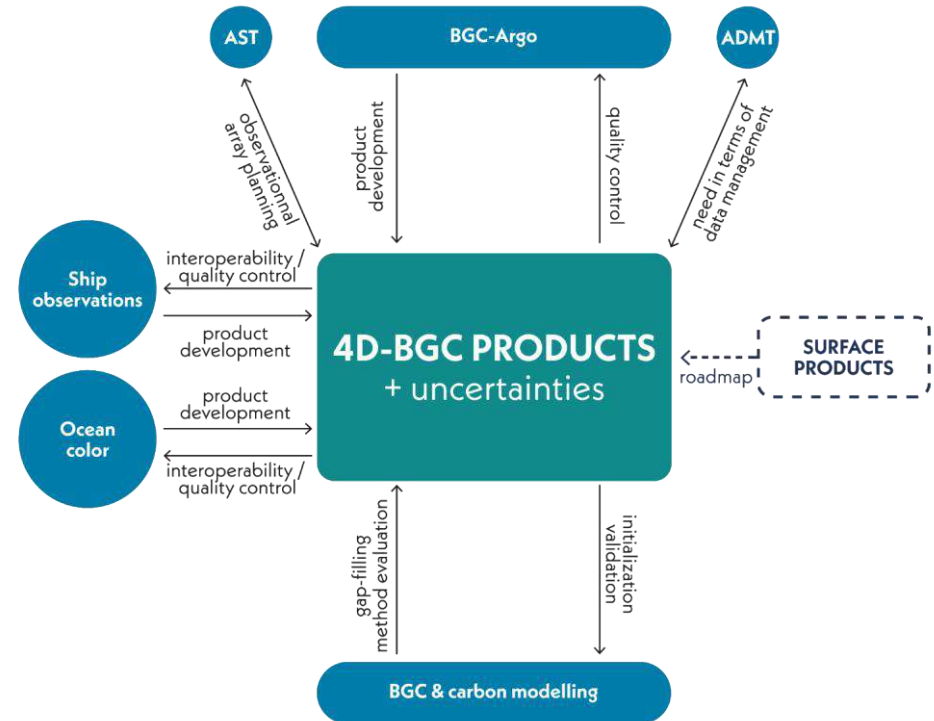 AST
BGC-Argo
ADMT
observationnal
array planning
product
development
quality control
need in terms of
data management
Ship
observations
interoperability /
quality control
product
development
4D-BGC PRODUCTS
+ uncertainties
roadmap
SURFACE
PRODUCTS
Ocean
color
product
development
interoperability /
quality control
gap-filling
method evaluation
initialization
validation
BGC & carbon modelling